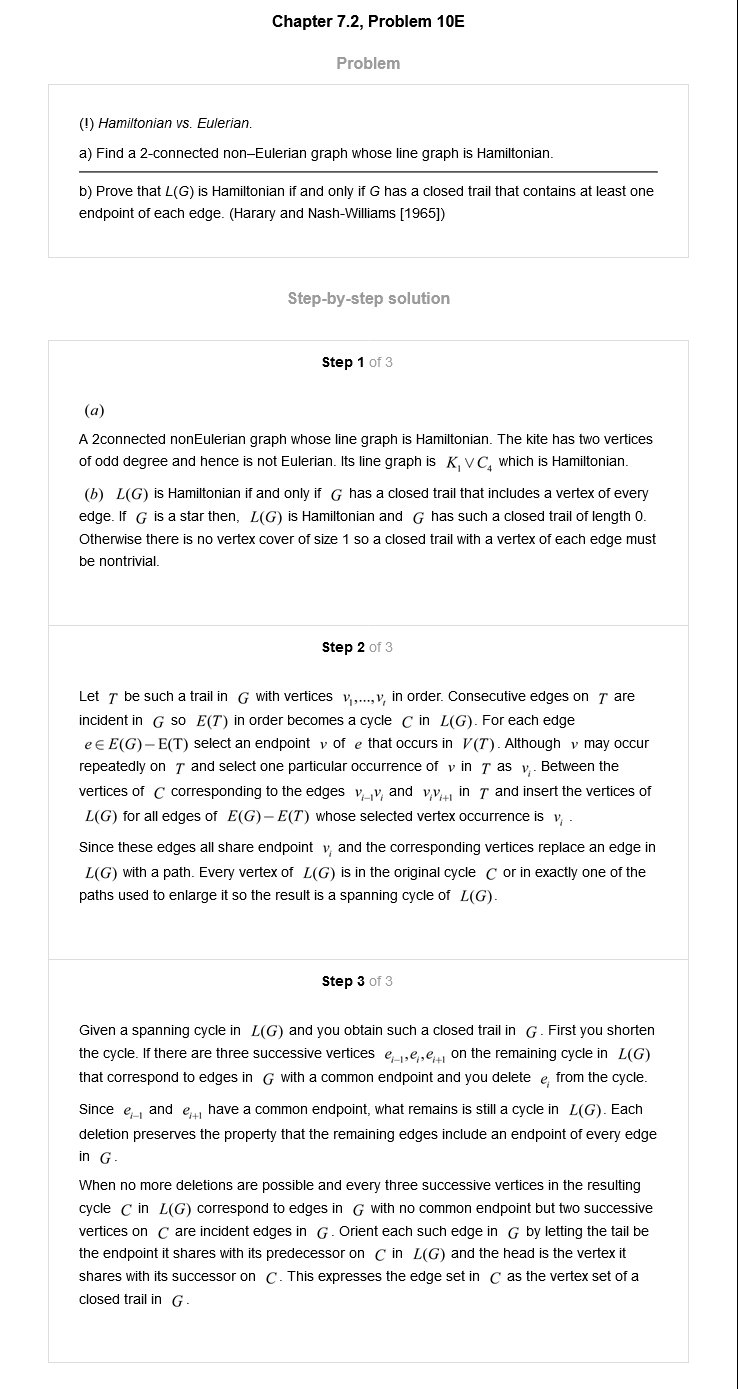 Chapter 7.2, Problem 10E
Problem
(!) Hamiltonian vs. Eulerian.
a) Find a 2-connected non–Eulerian graph whose line graph is Hamiltonian.
b) Prove that L(G) is Hamiltonian if and only if G has a closed trail that contains at least one
endpoint of each edge. (Harary and Nash-Williams [1965])
Step-by-step solution
Step 1 of 3
(a)
A 2connected nonEulerian graph whose line graph is Hamiltonian. The kite has two vertices
of odd degree and hence is not Eulerian. Its line graph is K₁ ∨ C₄ which is Hamiltonian.
(b) L(G) is Hamiltonian if and only if G has a closed trail that includes a vertex of every
edge. If G is a star then, L(G) is Hamiltonian and G has such a closed trail of length 0.
Otherwise there is no vertex cover of size 1 so a closed trail with a vertex of each edge must
be nontrivial.
Step 2 of 3
Let T be such a trail in G with vertices v₁,...,vₜ in order. Consecutive edges on T are
incident in G so E(T) in order becomes a cycle C in L(G). For each edge
e ∈ E(G) – E(T) select an endpoint v of e that occurs in V(T). Although v may occur
repeatedly on T and select one particular occurrence of v in T as vᵢ. Between the
vertices of C corresponding to the edges vᵢ₋₁vᵢ and vᵢvᵢ₊₁ in T and insert the vertices of
L(G) for all edges of E(G) – E(T) whose selected vertex occurrence is vᵢ .
Since these edges all share endpoint vᵢ and the corresponding vertices replace an edge in
L(G) with a path. Every vertex of L(G) is in the original cycle C or in exactly one of the
paths used to enlarge it so the result is a spanning cycle of L(G).
Step 3 of 3
Given a spanning cycle in L(G) and you obtain such a closed trail in G. First you shorten
the cycle. If there are three successive vertices eᵢ₋₁,eᵢ,eᵢ₊₁ on the remaining cycle in L(G)
that correspond to edges in G with a common endpoint and you delete eᵢ from the cycle.
Since eᵢ₋₁ and eᵢ₊₁ have a common endpoint, what remains is still a cycle in L(G). Each
deletion preserves the property that the remaining edges include an endpoint of every edge
in G.
When no more deletions are possible and every three successive vertices in the resulting
cycle C in L(G) correspond to edges in G with no common endpoint but two successive
vertices on C are incident edges in G. Orient each such edge in G by letting the tail be
the endpoint it shares with its predecessor on C in L(G) and the head is the vertex it
shares with its successor on C. This expresses the edge set in C as the vertex set of a
closed trail in G.